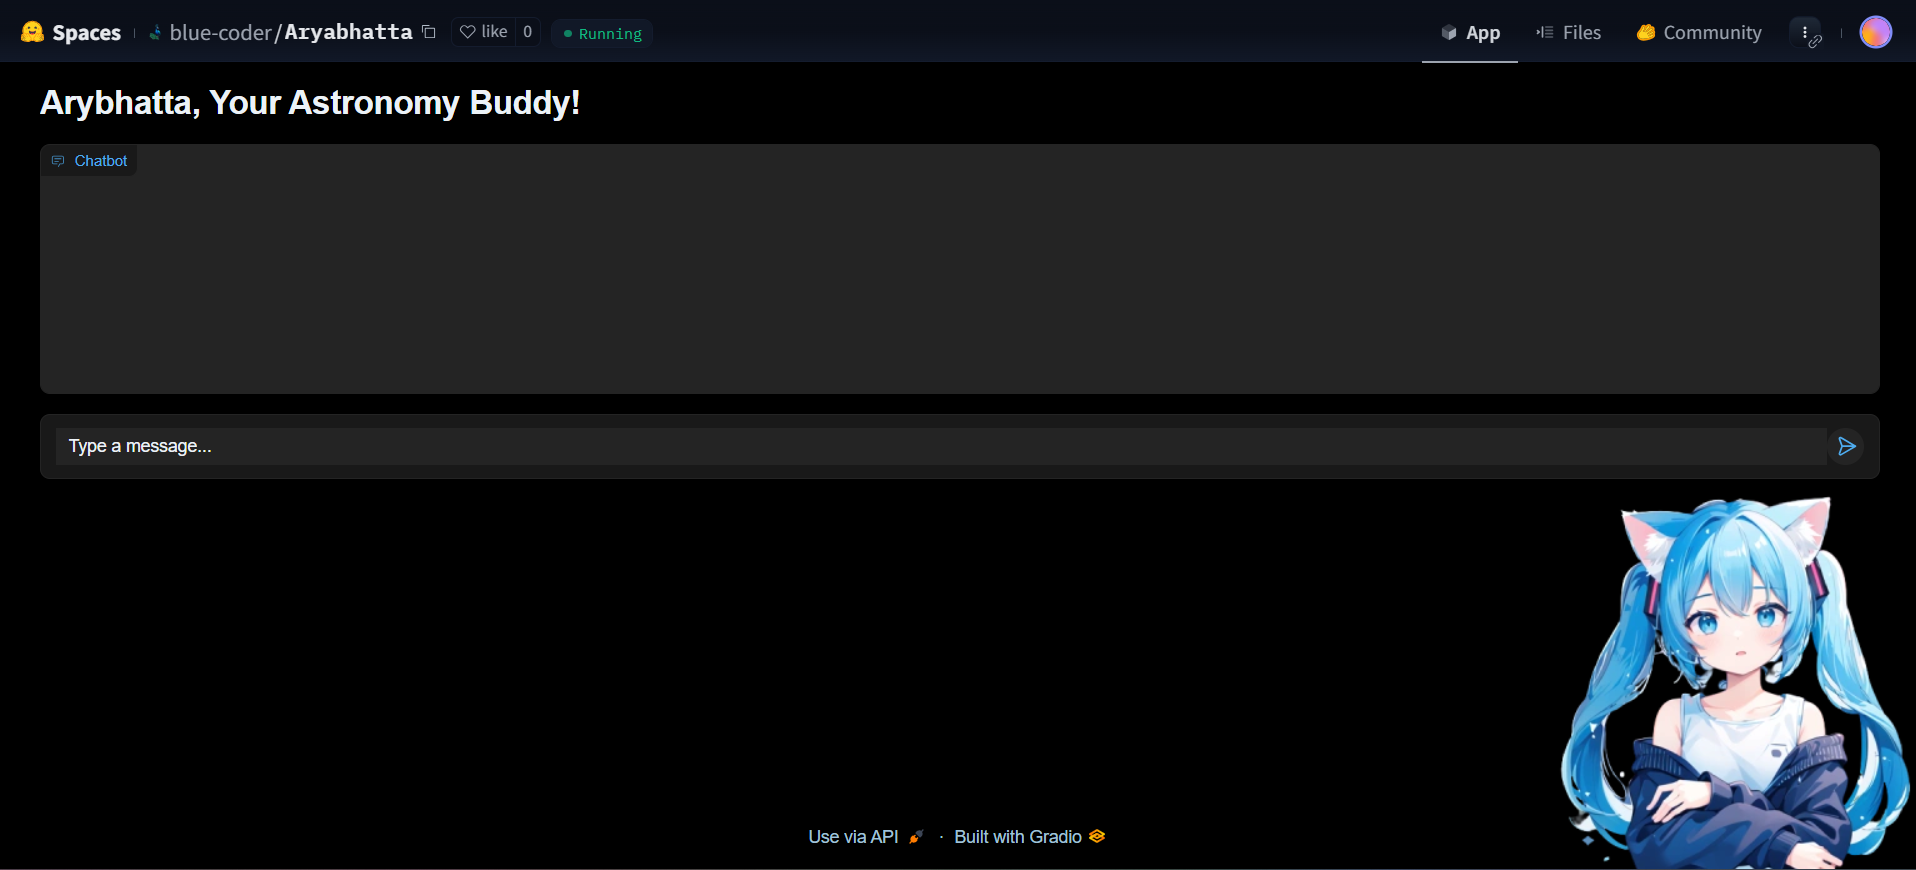 Spaces blue-coder/Aryabhatta like 0 Running App Files Community
Arybhatta, Your Astronomy Buddy!
Chatbot
Type a message...
Use via API · Built with Gradio